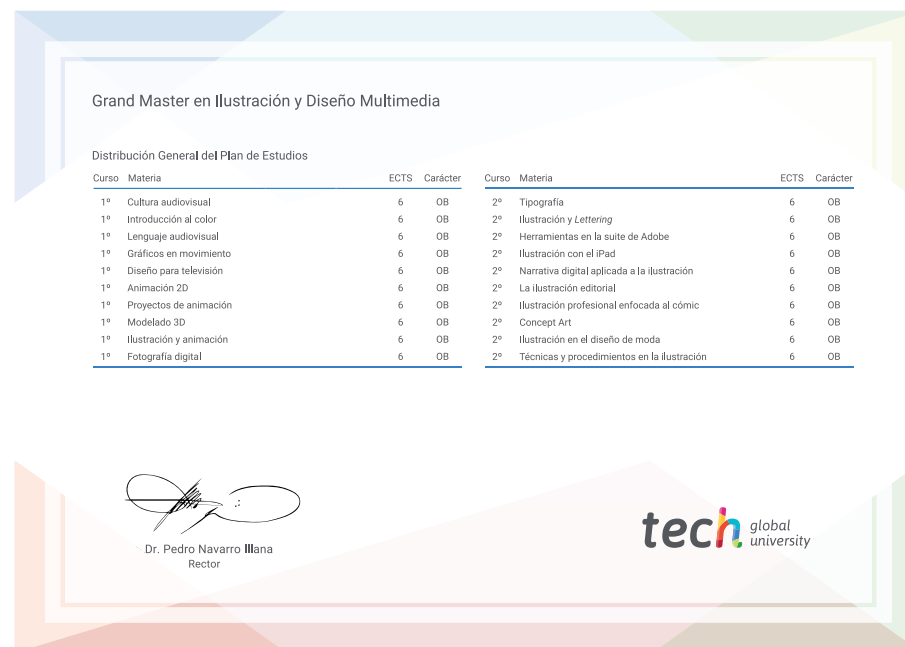 Grand Master en Ilustración y Diseño Multimedia
Distribución General del Plan de Estudios
Curso Materia ECTS Carácter
1º Cultura audiovisual 6 OB
1º Introducción al color 6 OB
1º Lenguaje audiovisual 6 OB
1º Gráficos en movimiento 6 OB
1º Diseño para televisión 6 OB
1º Animación 2D 6 OB
1º Proyectos de animación 6 OB
1º Modelado 3D 6 OB
1º Ilustración y animación 6 OB
1º Fotografía digital 6 OB
Curso Materia ECTS Carácter
2º Tipografía 6 OB
2º Ilustración y Lettering 6 OB
2º Herramientas en la suite de Adobe 6 OB
2º Ilustración con el iPad 6 OB
2º Narrativa digital aplicada a la ilustración 6 OB
2º La ilustración editorial 6 OB
2º Ilustración profesional enfocada al cómic 6 OB
2º Concept Art 6 OB
2º Ilustración en el diseño de moda 6 OB
2º Técnicas y procedimientos en la ilustración 6 OB
Dr. Pedro Navarro Illana
Rector
tech global
university